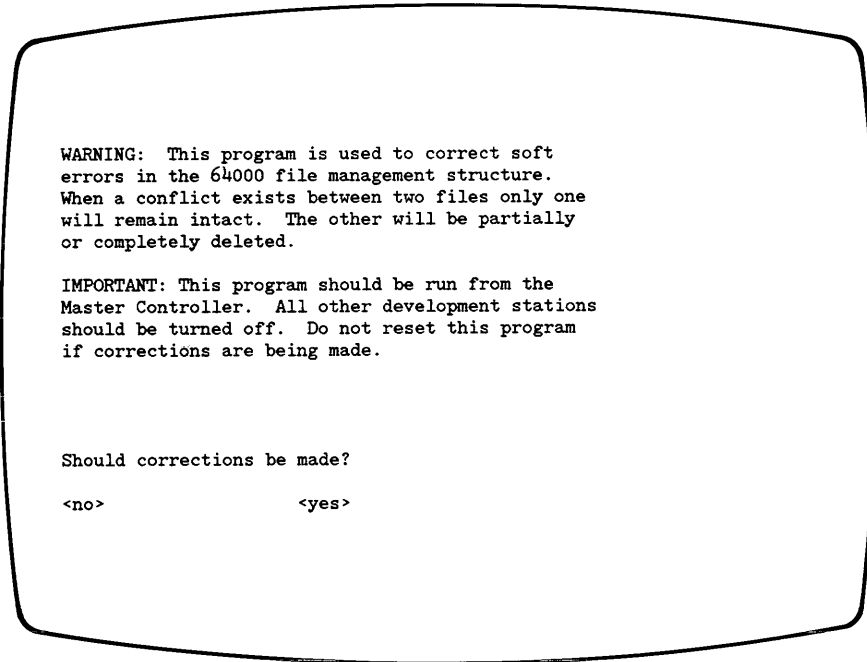 WARNING:  This program is used to correct soft
errors in the 64000 file management structure.
When a conflict exists between two files only one
will remain intact.  The other will be partially
or completely deleted.
IMPORTANT: This program should be run from the
Master Controller.  All other development stations
should be turned off.  Do not reset this program
if corrections are being made.
Should corrections be made?
<no>                    <yes>